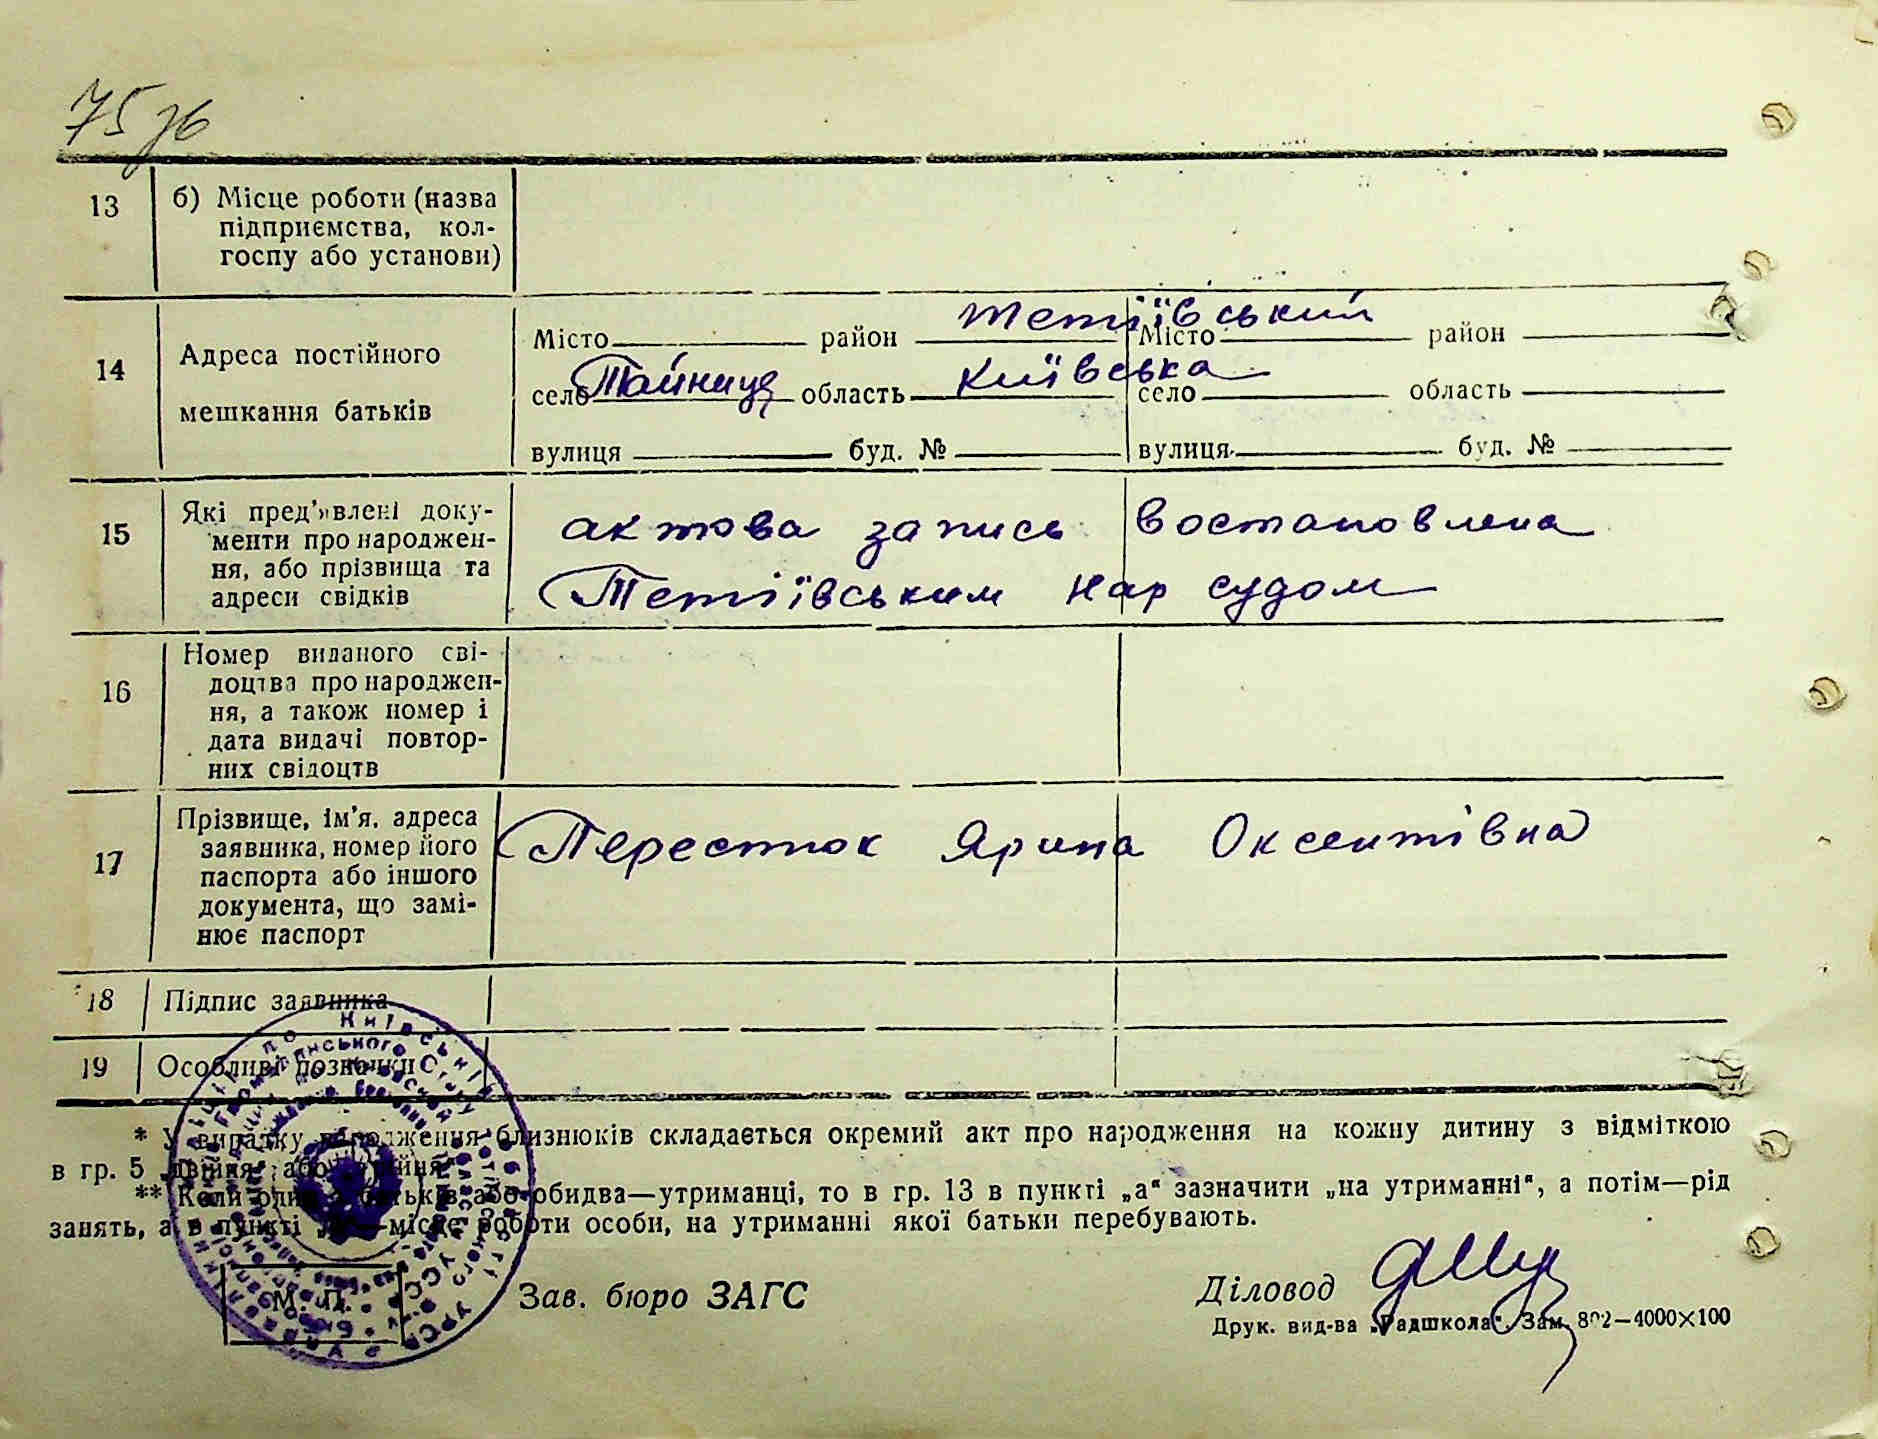 75 зв
13 б) Місце роботи (назва
підприємства, кол-
госпу або установи)
14 Адреса постійного
мешкання батьків
Місто район Тетіївський Місто район
село Тайниця область Київська село область
вулиця буд. № вулиця буд. №
15 Які пред'явлені доку-
менти про народжен-
ня, або прізвища та
адреси свідків
актова запись востановлена
Тетіївським нар судом
16 Номер виданого сві-
доцтва про народжен-
ня, а також номер і
дата видачі повтор-
них свідоцтв
17 Прізвище, ім'я, адреса
заявника, номер його
паспорта або іншого
документа, що замі-
нює паспорт
Перестюк Ярина Оксентівна
18 Підпис заявника
19 Особливі позначки
* У випадку народження близнюків складається окремий акт про народження на кожну дитину з відміткою
в гр. 5 „двійня" або „трійня"
** Коли один з батьків або обидва—утриманці, то в гр. 13 в пункті „а" зазначити „на утриманні", а потім—рід
занять, а в пункті „б"—місце роботи особи, на утриманні якої батьки перебувають.
М. П. Зав. бюро ЗАГС Діловод
Друк. вид-ва „Радшкола". Зам. 802—4000×100